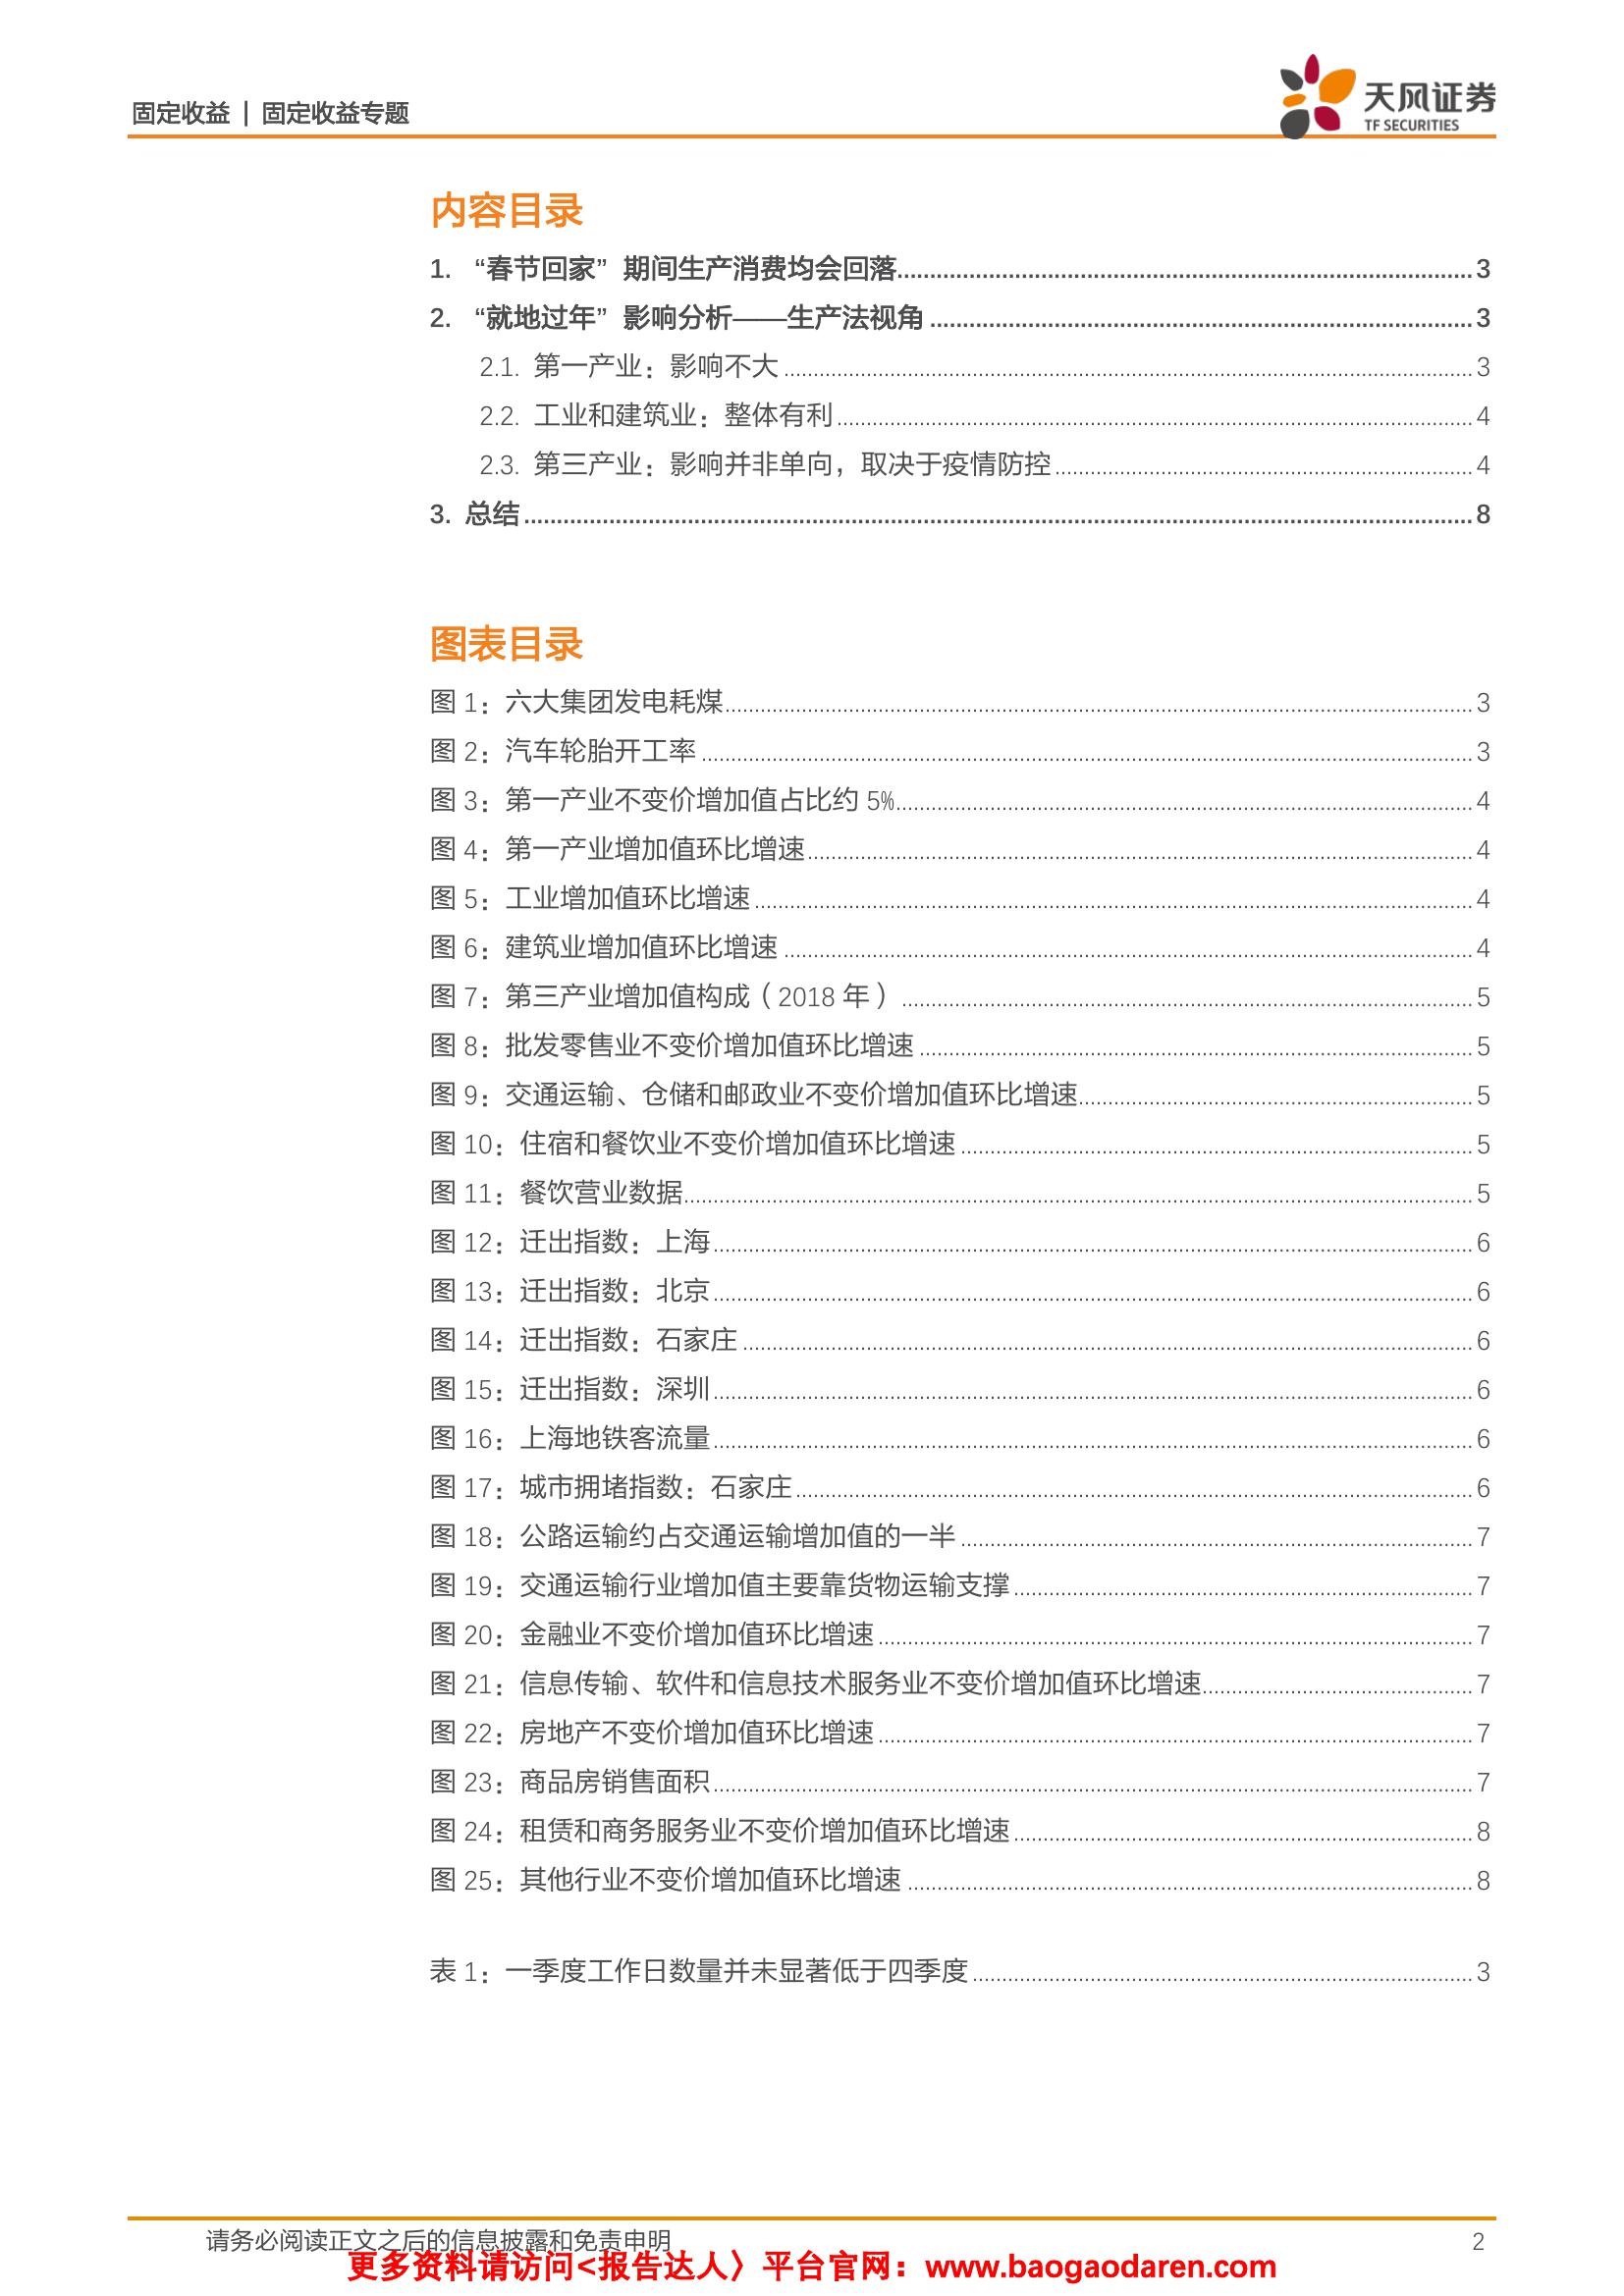 固定收益 | 固定收益专题
天风证券
TF SECURITIES
内容目录
1. “春节回家”期间生产消费均会回落........3
2. “就地过年”影响分析——生产法视角........3
2.1. 第一产业：影响不大........3
2.2. 工业和建筑业：整体有利........4
2.3. 第三产业：影响并非单向，取决于疫情防控........4
3. 总结........8
图表目录
图 1：六大集团发电耗煤........3
图 2：汽车轮胎开工率........3
图 3：第一产业不变价增加值占比约 5%........4
图 4：第一产业增加值环比增速........4
图 5：工业增加值环比增速........4
图 6：建筑业增加值环比增速........4
图 7：第三产业增加值构成（2018 年）........5
图 8：批发零售业不变价增加值环比增速........5
图 9：交通运输、仓储和邮政业不变价增加值环比增速........5
图 10：住宿和餐饮业不变价增加值环比增速........5
图 11：餐饮营业数据........5
图 12：迁出指数：上海........6
图 13：迁出指数：北京........6
图 14：迁出指数：石家庄........6
图 15：迁出指数：深圳........6
图 16：上海地铁客流量........6
图 17：城市拥堵指数：石家庄........6
图 18：公路运输约占交通运输增加值的一半........7
图 19：交通运输行业增加值主要靠货物运输支撑........7
图 20：金融业不变价增加值环比增速........7
图 21：信息传输、软件和信息技术服务业不变价增加值环比增速........7
图 22：房地产不变价增加值环比增速........7
图 23：商品房销售面积........7
图 24：租赁和商务服务业不变价增加值环比增速........8
图 25：其他行业不变价增加值环比增速........8
表 1：一季度工作日数量并未显著低于四季度........3
请务必阅读正文之后的信息披露和免责申明 2
更多资料请访问<报告达人〉平台官网：www.baogaodaren.com